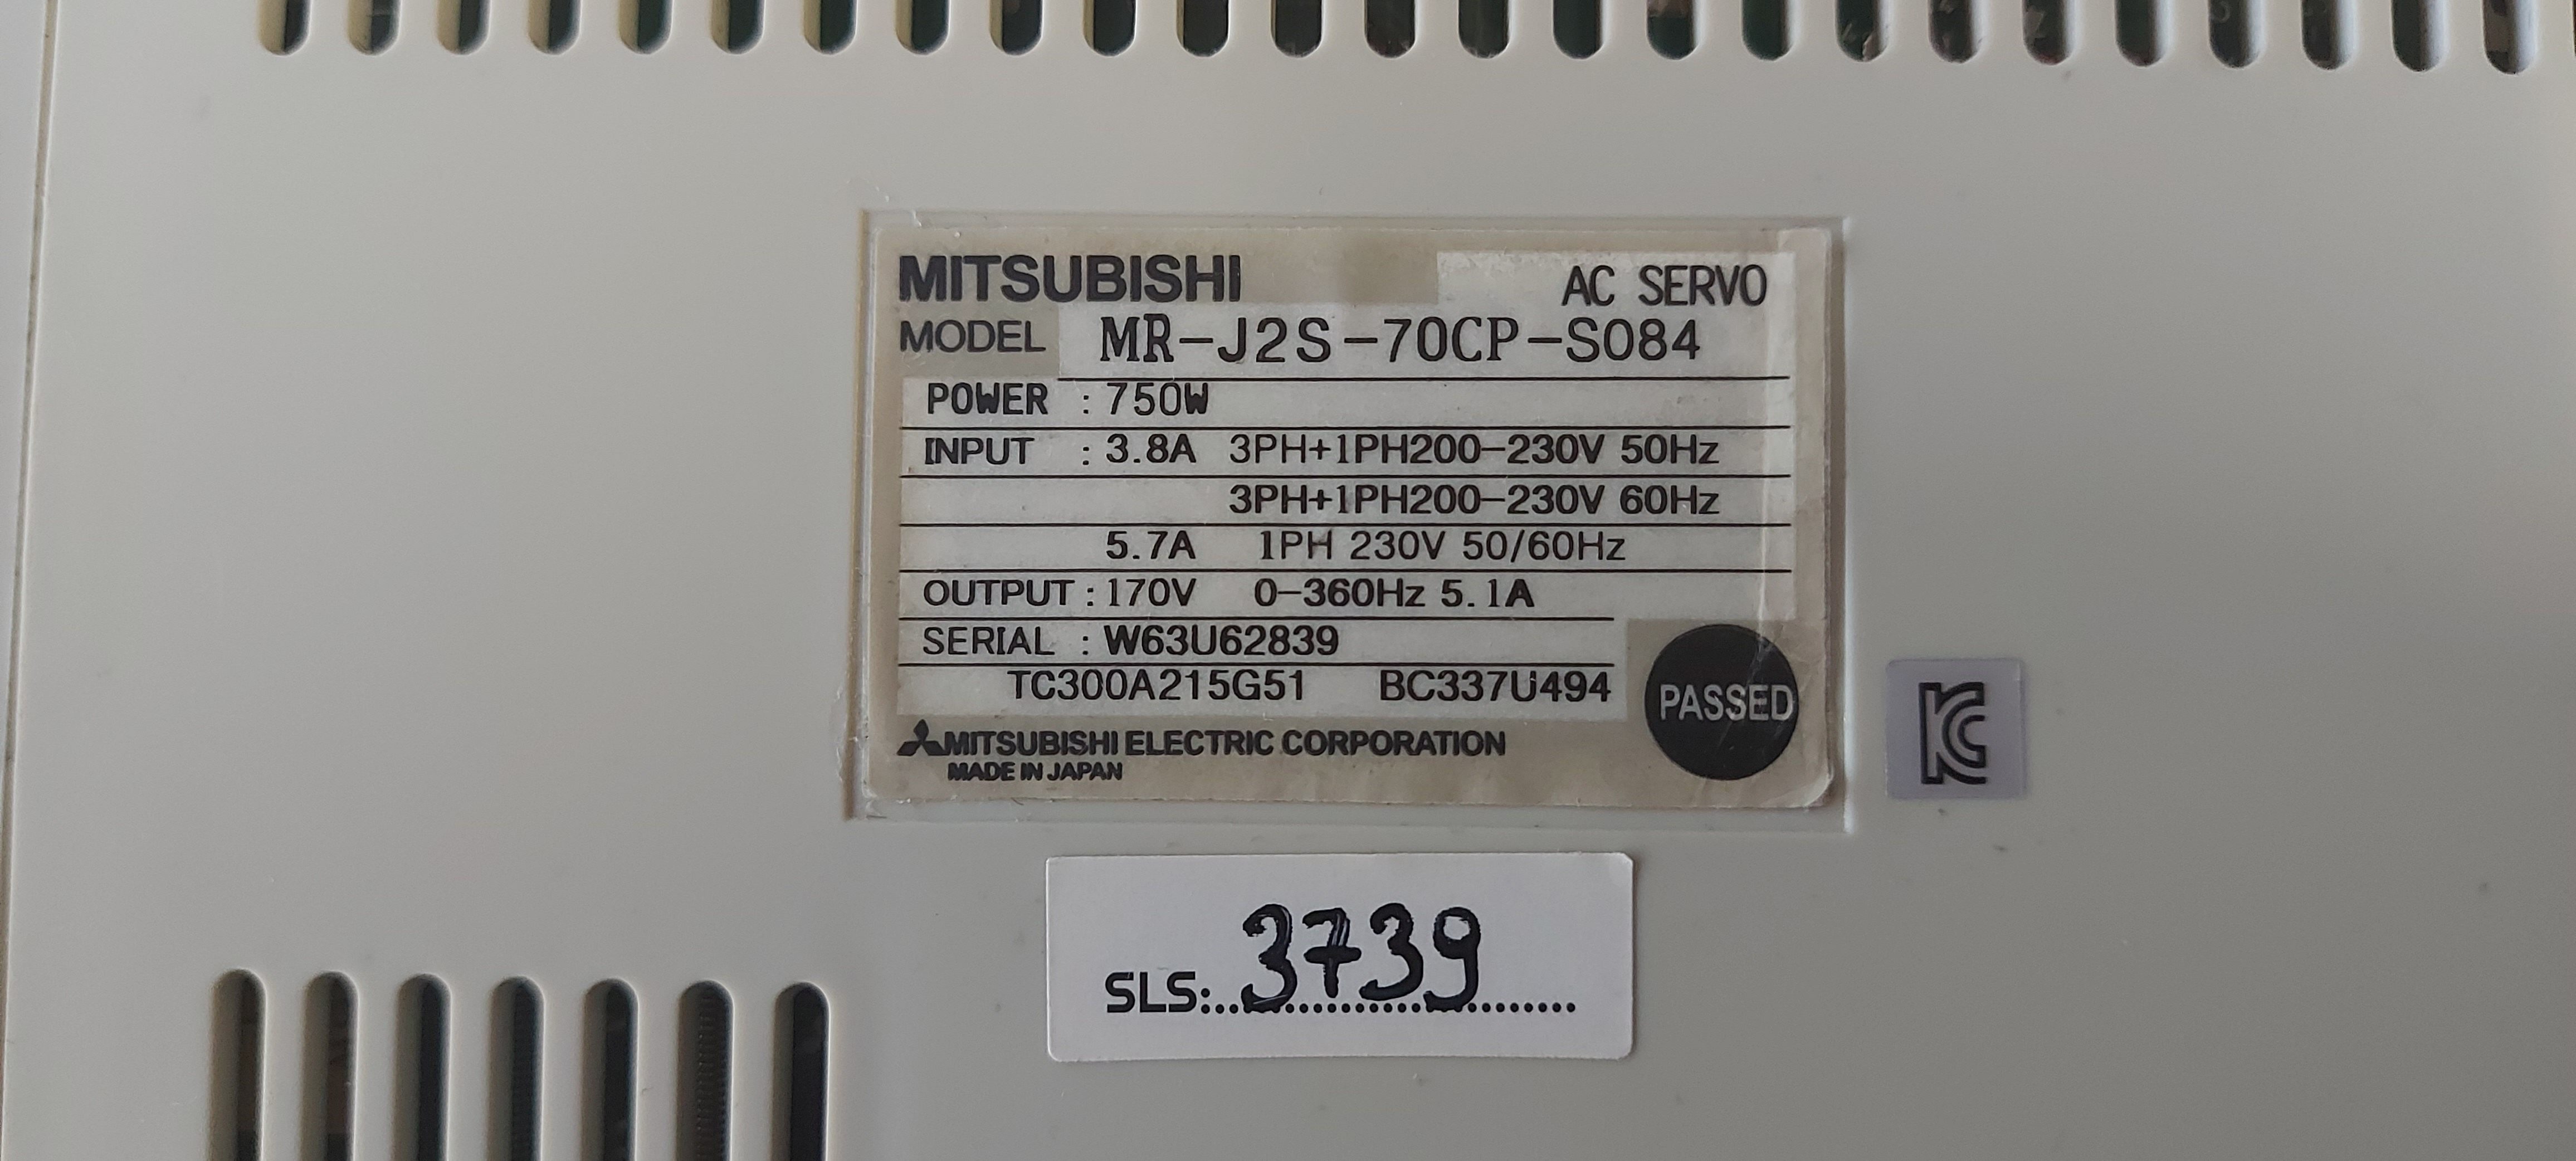 MITSUBISHI AC SERVO
MODEL MR-J2S-70CP-S084
POWER : 750W
INPUT : 3.8A 3PH+1PH200-230V 50Hz
3PH+1PH200-230V 60Hz
5.7A 1PH 230V 50/60Hz
OUTPUT : 170V 0-360Hz 5.1A
SERIAL : W63U62839
TC300A215G51 BC337U494
PASSED
MITSUBISHI ELECTRIC CORPORATION
MADE IN JAPAN
KC
SLS:..3739........